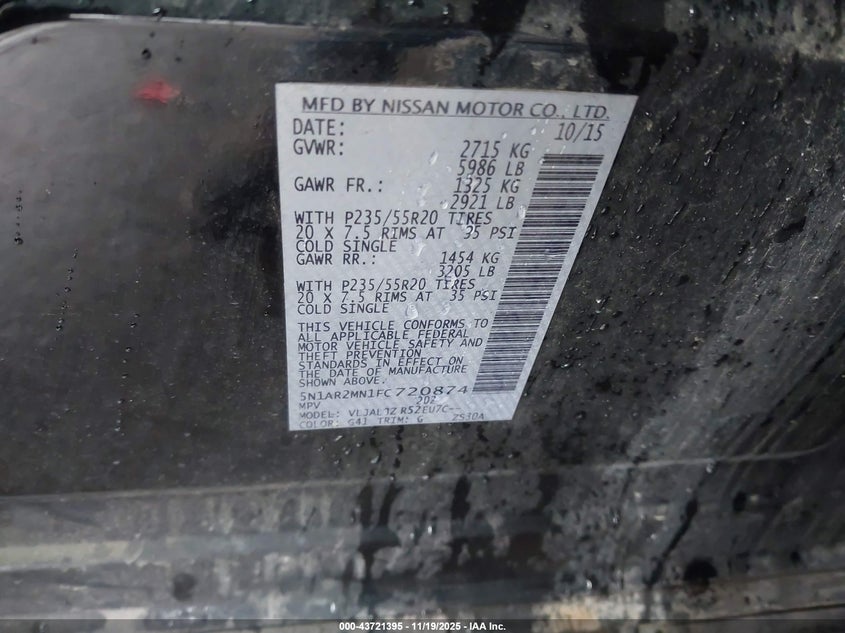 MFD BY NISSAN MOTOR CO., LTD.
DATE: 10/15
GVWR: 2715 KG
5986 LB
GAWR FR.: 1325 KG
2921 LB
WITH P235/55R20 TIRES
20 X 7.5 RIMS AT 35 PSI
COLD SINGLE
GAWR RR.: 1454 KG
3205 LB
WITH P235/55R20 TIRES
20 X 7.5 RIMS AT 35 PSI
COLD SINGLE
THIS VEHICLE CONFORMS TO
ALL APPLICABLE FEDERAL
MOTOR VEHICLE SAFETY AND
THEFT PREVENTION
STANDARDS IN EFFECT ON
THE DATE OF MANUFACTURE
SHOWN ABOVE.
5N1AR2MN1FC720874
MPV
MODEL:
COLOR: G41 TRIM: G
000-43721395 - 11/19/2025 - IAA Inc.